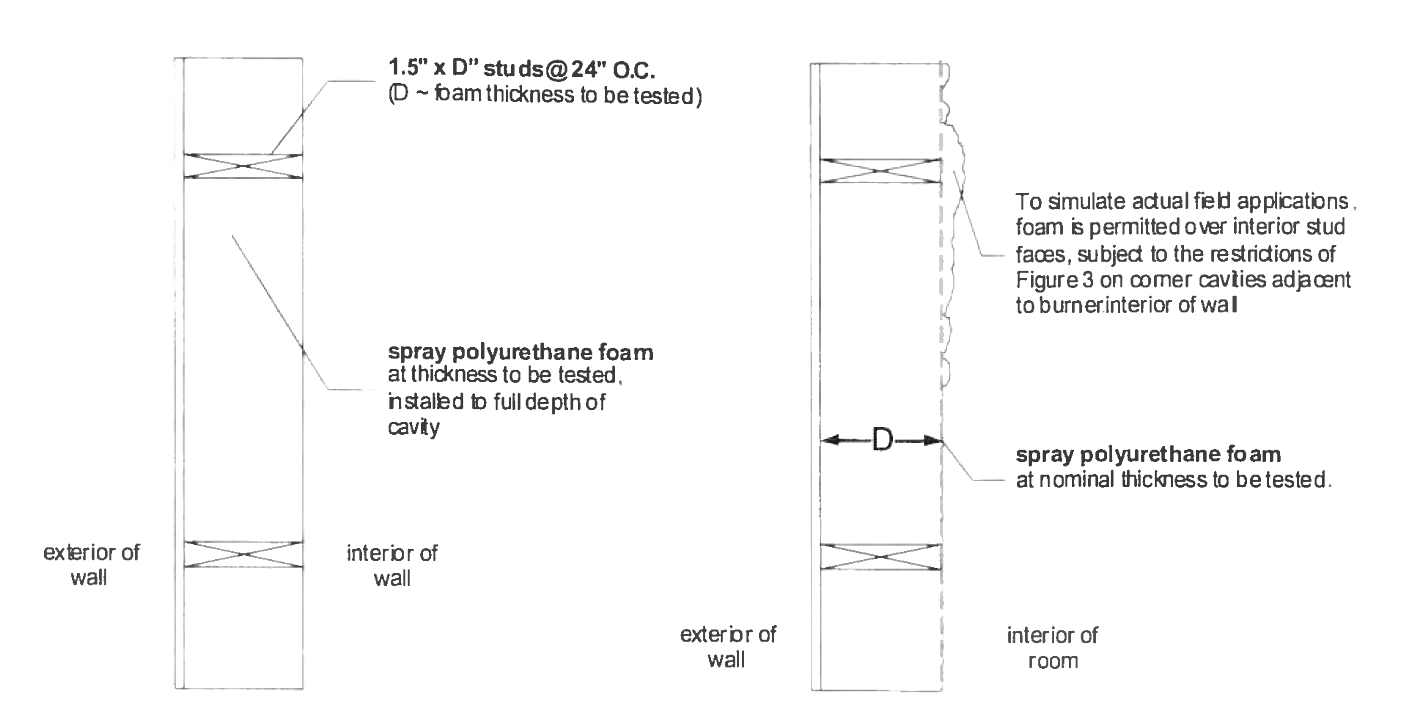 1.5" x D" studs@ 24" O.C.
(D ~ foam thickness to be tested)
spray polyurethane foam
at thickness to be tested,
installed to full depth of
cavity
exterior of
wall
interior of
wall
To simulate actual field applications,
foam is permitted over interior stud
faces, subject to the restrictions of
Figure 3 on corner cavities adjacent
to burner.interior of wall
D
spray polyurethane foam
at nominal thickness to be tested.
exterior of
wall
interior of
room